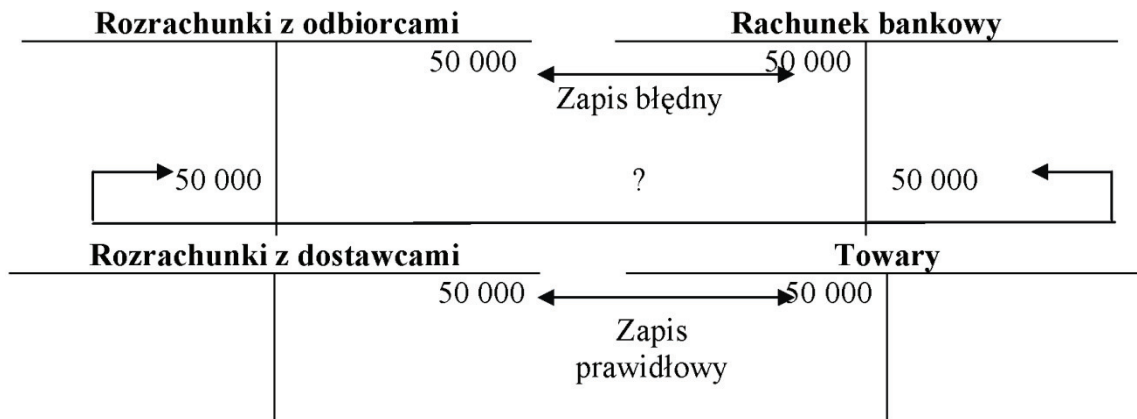 Rozrachunki z odbiorcami Rachunek bankowy
50 000 50 000
Zapis błędny
50 000 ? 50 000
Rozrachunki z dostawcami Towary
50 000 50 000
Zapis
prawidłowy